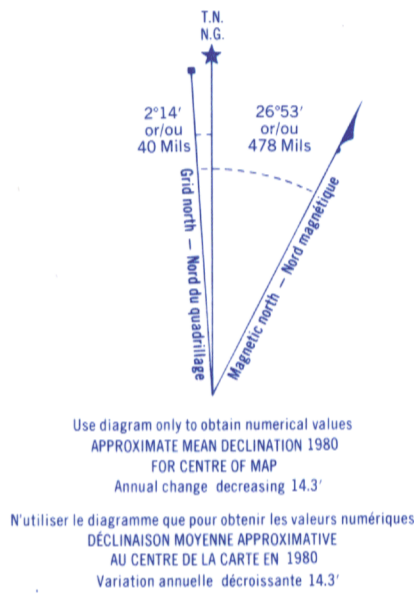 T.N.
N.G.
2°14′
or/ou
40 Mils
26°53′
or/ou
478 Mils
Grid north – Nord du quadrillage
Magnetic north – Nord magnétique
Use diagram only to obtain numerical values
APPROXIMATE MEAN DECLINATION 1980
FOR CENTRE OF MAP
Annual change decreasing 14.3′
N'utiliser le diagramme que pour obtenir les valeurs numériques
DÉCLINAISON MOYENNE APPROXIMATIVE
AU CENTRE DE LA CARTE EN 1980
Variation annuelle décroissante 14.3′